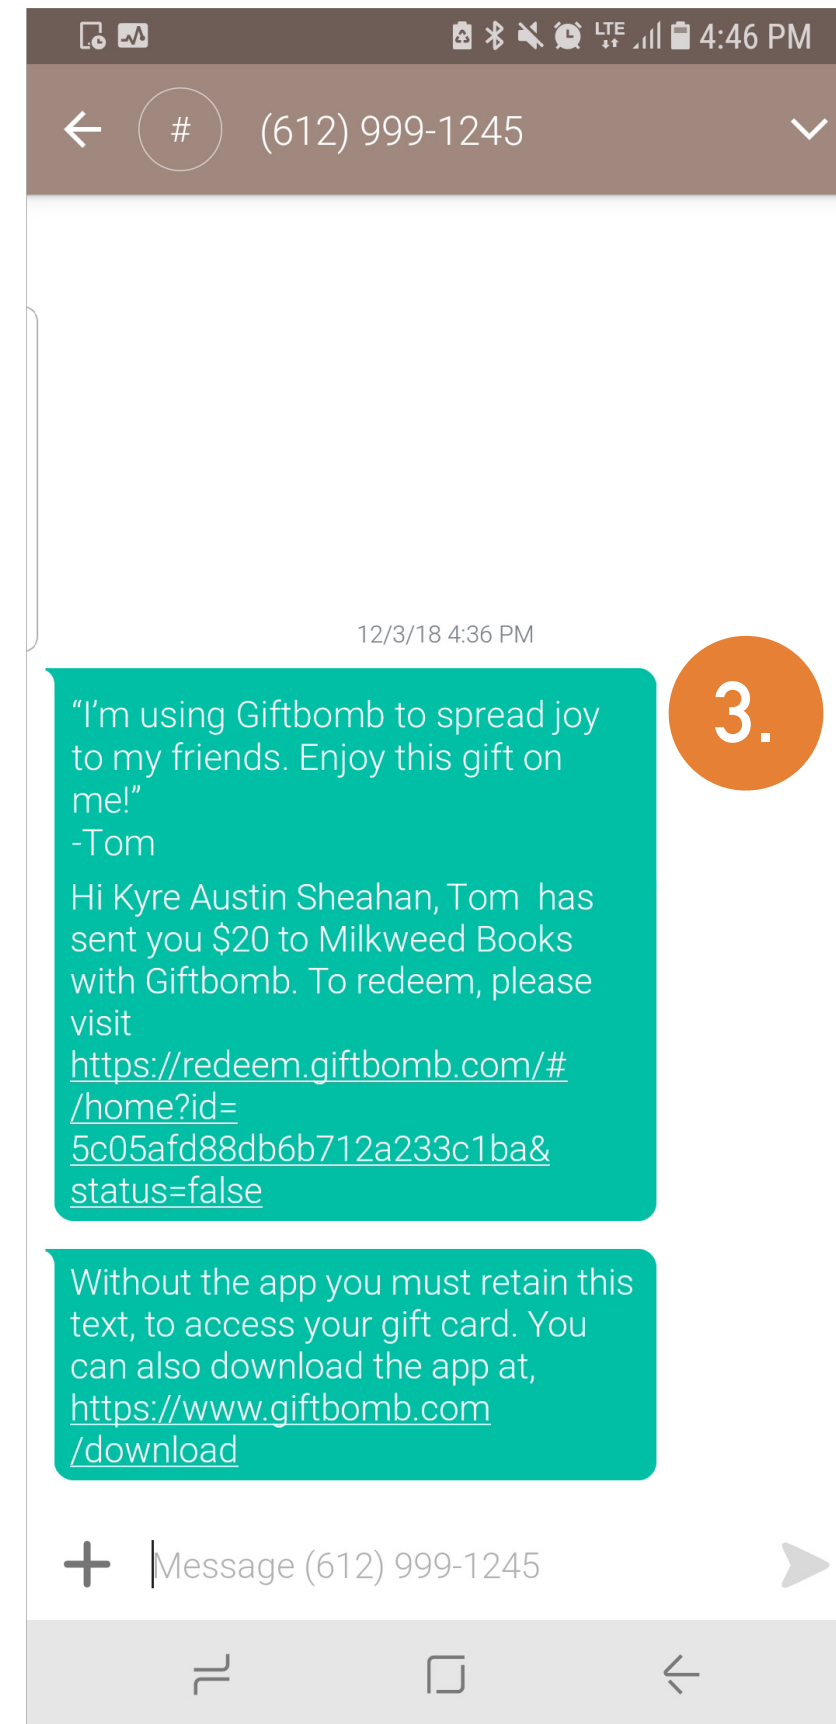 LTE 4:46 PM
# (612) 999-1245
12/3/18 4:36 PM
3.
“I’m using Giftbomb to spread joy
to my friends. Enjoy this gift on
me!”
-Tom
Hi Kyre Austin Sheahan, Tom  has
sent you $20 to Milkweed Books
with Giftbomb. To redeem, please
visit
https://redeem.giftbomb.com/#
/home?id=
5c05afd88db6b712a233c1ba&
status=false
Without the app you must retain this
text, to access your gift card. You
can also download the app at,
https://www.giftbomb.com
/download
Message (612) 999-1245